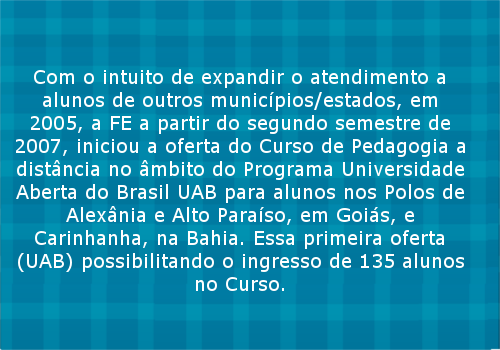 Com o intuito de expandir o atendimento a
alunos de outros municípios/estados, em
2005, a FE a partir do segundo semestre de
2007, iniciou a oferta do Curso de Pedagogia a
distância no âmbito do Programa Universidade
Aberta do Brasil UAB para alunos nos Polos de
Alexânia e Alto Paraíso, em Goiás, e
Carinhanha, na Bahia. Essa primeira oferta
(UAB) possibilitando o ingresso de 135 alunos
no Curso.